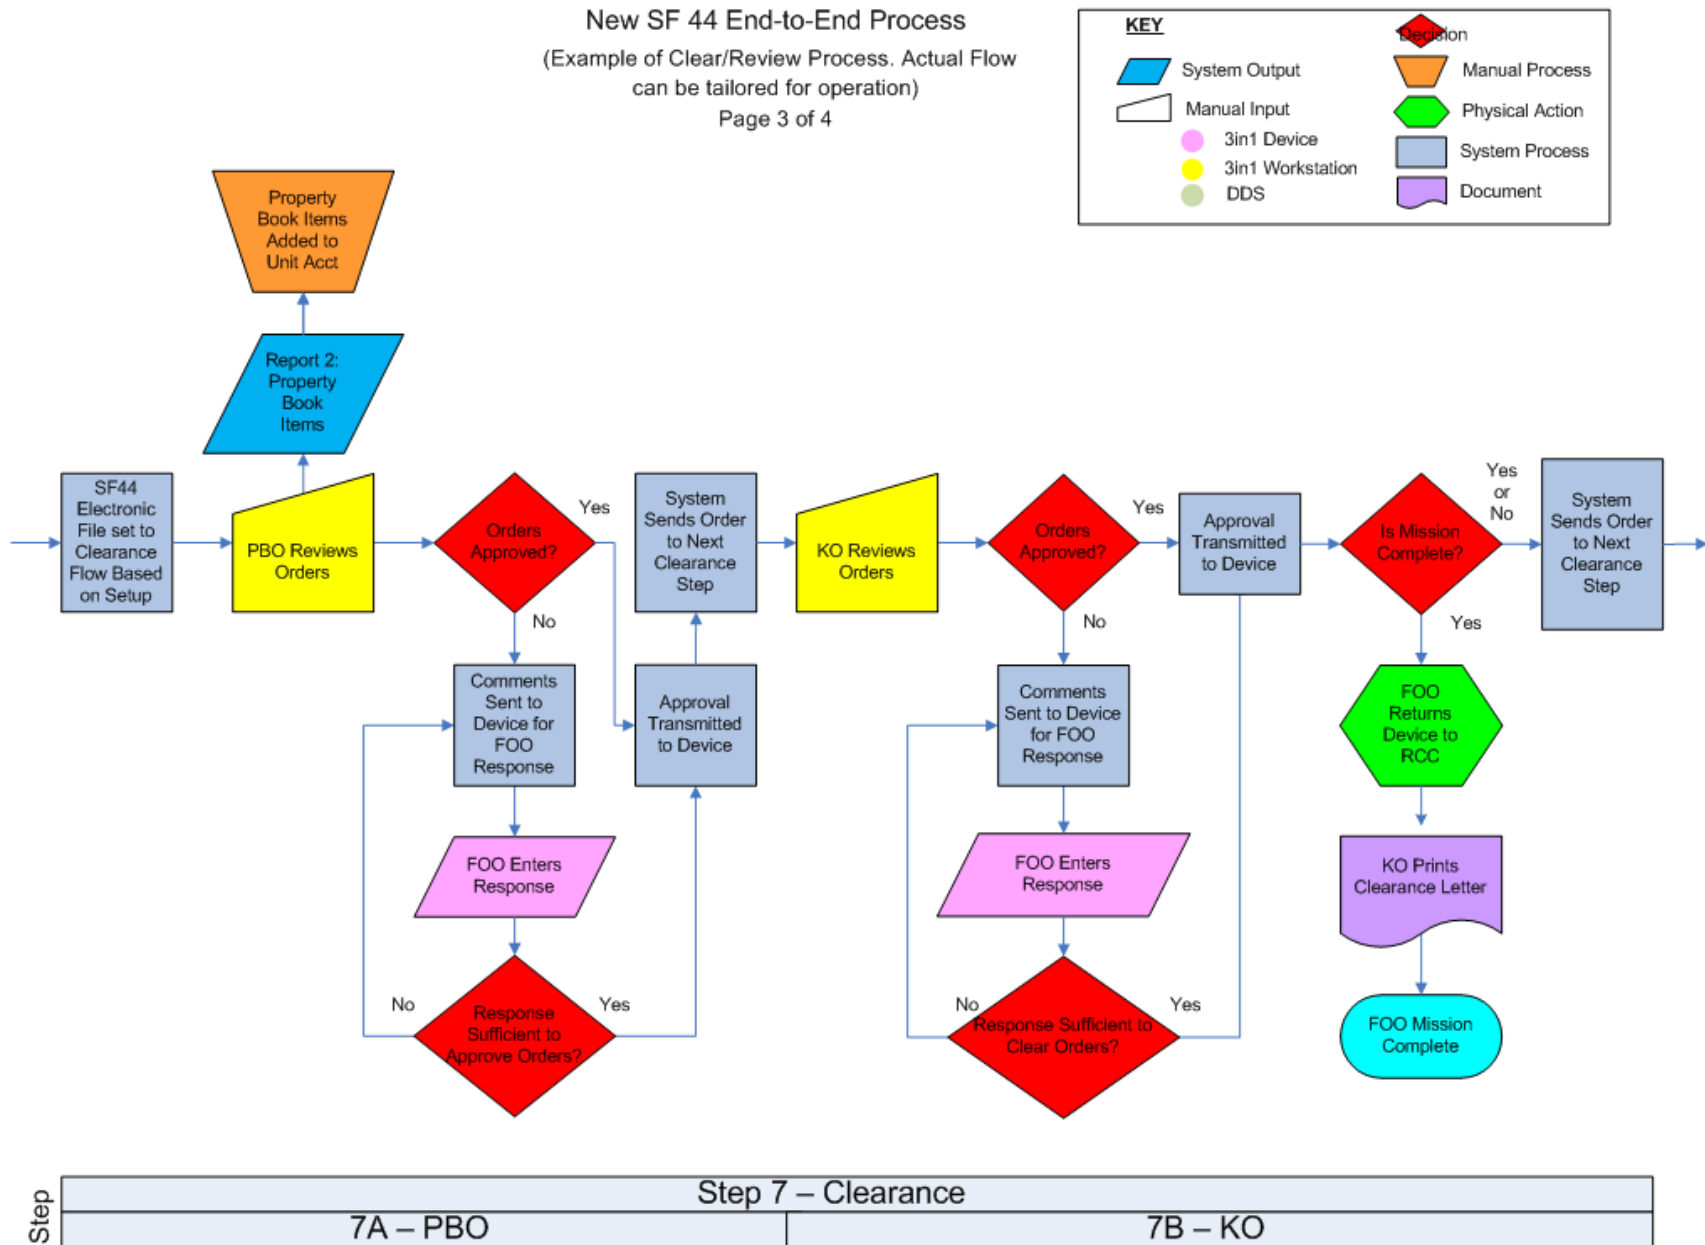 New SF 44 End-to-End Process
(Example of Clear/Review Process. Actual Flow
can be tailored for operation)
Page 3 of 4
KEY
System Output
Manual Input
3in1 Device
3in1 Workstation
DDS
Decision
Manual Process
Physical Action
System Process
Document
Property
Book Items
Added to
Unit Acct
Report 2:
Property
Book
Items
SF44
Electronic
File set to
Clearance
Flow Based
on Setup
PBO Reviews
Orders
Orders
Approved?
Yes
No
Comments
Sent to
Device for
FOO
Response
FOO Enters
Response
Response
Sufficient to
Approve Orders?
No
Yes
Approval
Transmitted
to Device
System
Sends Order
to Next
Clearance
Step
KO Reviews
Orders
Orders
Approved?
Yes
No
Comments
Sent to Device
for FOO
Response
FOO Enters
Response
Response Sufficient to
Clear Orders?
No
Yes
Approval
Transmitted
to Device
Is Mission
Complete?
Yes
or
No
Yes
System
Sends Order
to Next
Clearance
Step
FOO
Returns
Device to
RCC
KO Prints
Clearance Letter
FOO Mission
Complete
Step
Step 7 – Clearance
7A – PBO
7B – KO